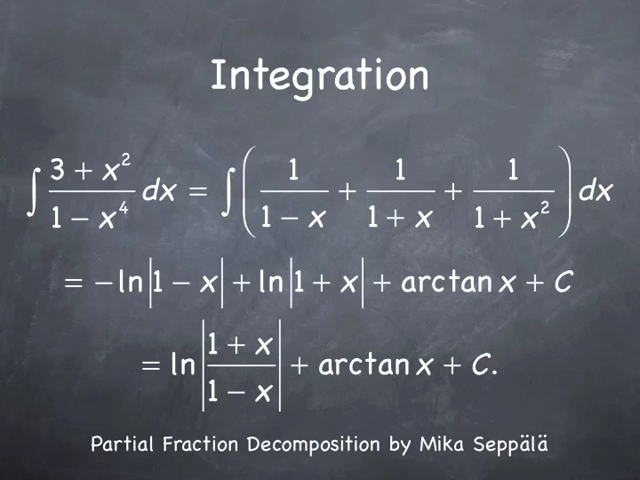 Integration
∫ (3 + x²)/(1 − x⁴) dx = ∫ (1/(1 − x) + 1/(1 + x) + 1/(1 + x²)) dx
= −ln|1 − x| + ln|1 + x| + arctan x + C
= ln|(1 + x)/(1 − x)| + arctan x + C.
Partial Fraction Decomposition by Mika Seppälä